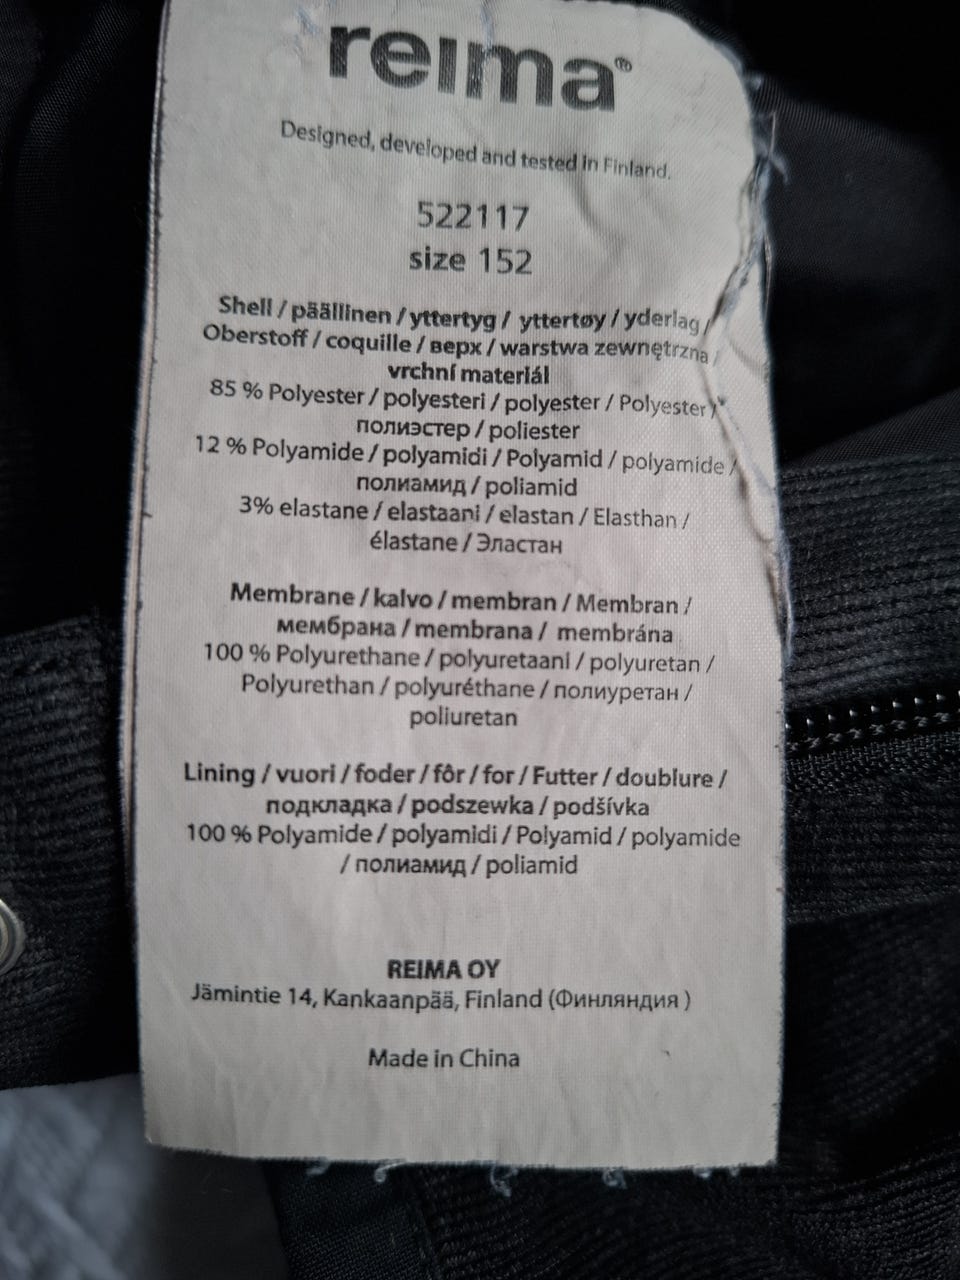 reima®
Designed, developed and tested in Finland.
522117
size 152
Shell / päällinen / yttertyg / yttertøy / yderlag /
Oberstoff / coquille / верх / warstwa zewnętrzna /
vrchní materiál
85 % Polyester / polyesteri / polyester / Polyester /
полиэстер / poliester
12 % Polyamide / polyamidi / Polyamid / polyamide /
полиамид / poliamid
3% elastane / elastaani / elastan / Elasthan /
élastane / Эластан
Membrane / kalvo / membran / Membran /
мембрана / membrana / membrána
100 % Polyurethane / polyuretaani / polyuretan /
Polyurethan / polyuréthane / полиуретан /
poliuretan
Lining / vuori / foder / fôr / for / Futter / doublure /
подкладка / podszewka / podšívka
100 % Polyamide / polyamidi / Polyamid / polyamide
/ полиамид / poliamid
REIMA OY
Jämintie 14, Kankaanpää, Finland (Финляндия )
Made in China